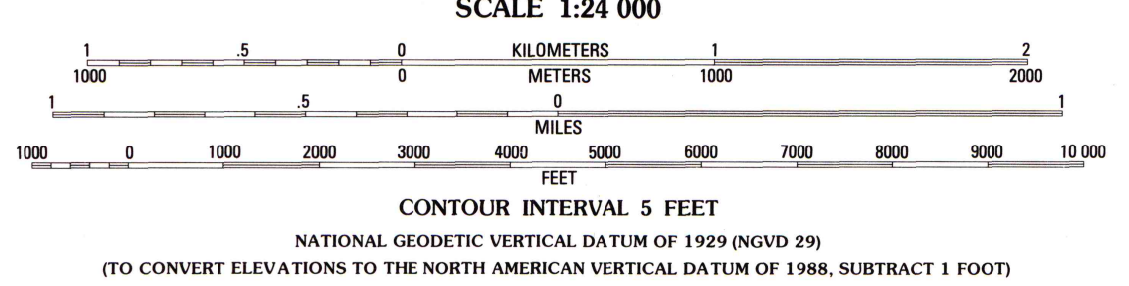 SCALE 1:24 000
1 .5 0 KILOMETERS 1 2
1000 0 METERS 1000 2000
1 .5 0 1
MILES
1000 0 1000 2000 3000 4000 5000 6000 7000 8000 9000 10 000
FEET
CONTOUR INTERVAL 5 FEET
NATIONAL GEODETIC VERTICAL DATUM OF 1929 (NGVD 29)
(TO CONVERT ELEVATIONS TO THE NORTH AMERICAN VERTICAL DATUM OF 1988, SUBTRACT 1 FOOT)